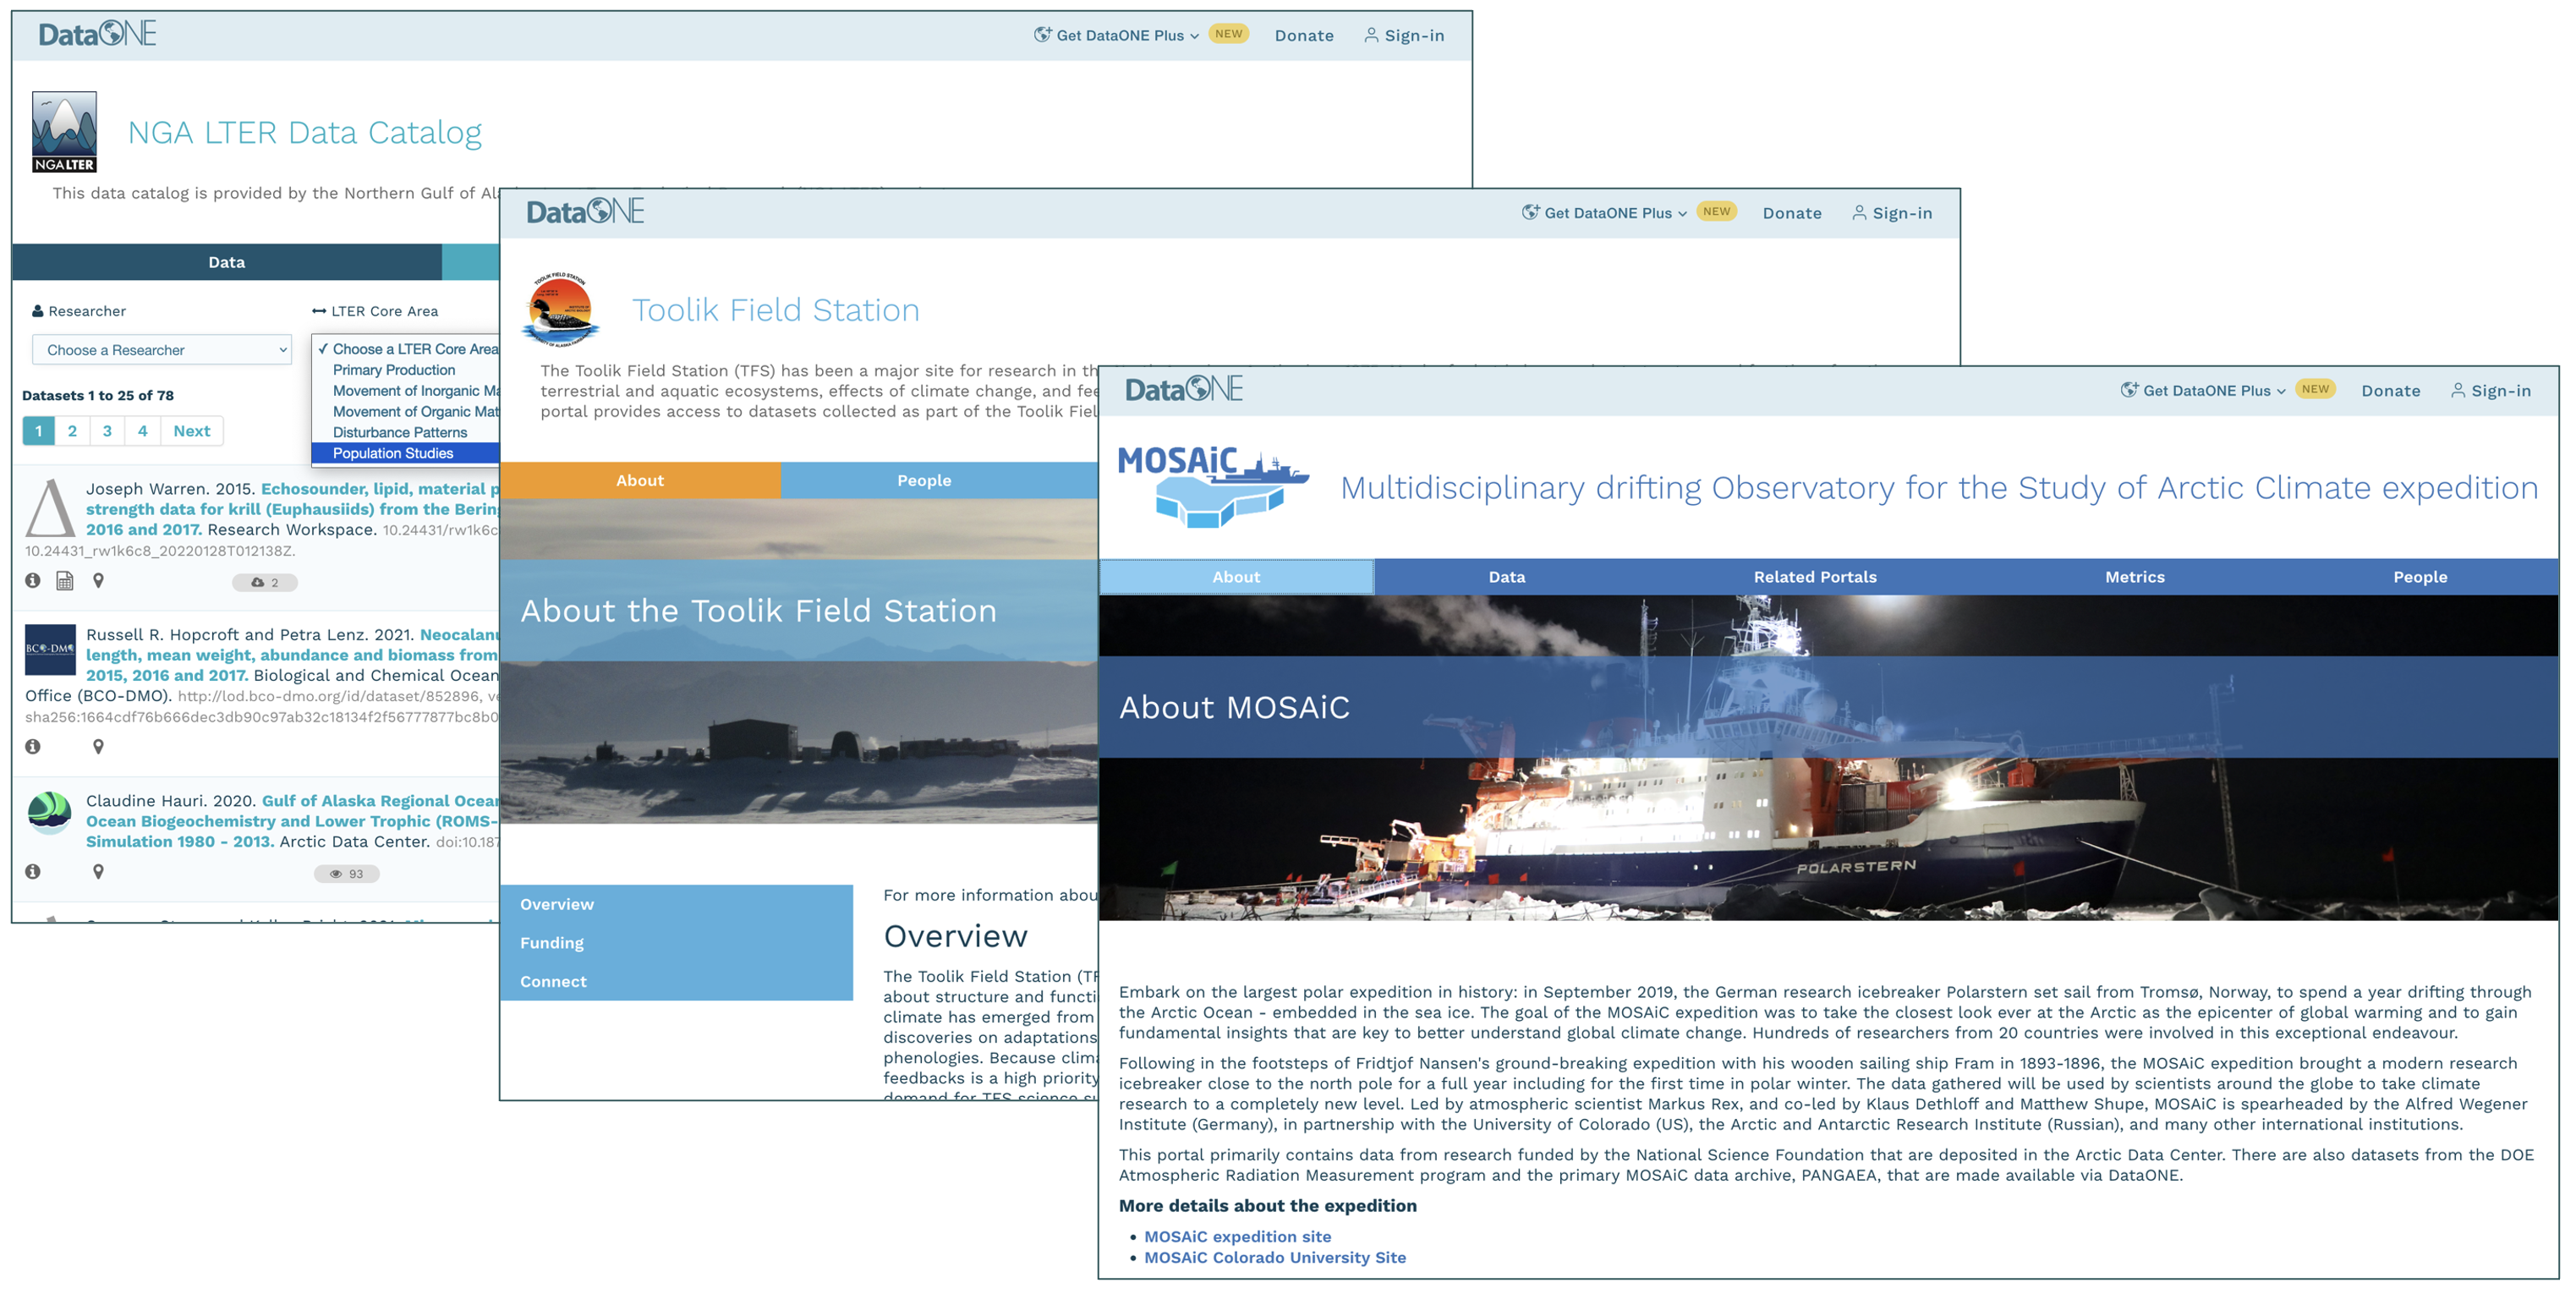 DataONE
Get DataONE Plus NEW Donate Sign-in
NGALTER
NGA LTER Data Catalog
This data catalog is provided by the Northern Gulf of
Data
Researcher
LTER Core Area
Choose a Researcher
✓ Choose a LTER Core Area
Primary Production
Movement of Inorganic
Movement of Organic
Disturbance Patterns
Population Studies
Datasets 1 to 25 of 78
1 2 3 4 Next
Joseph Warren. 2015. Echosounder, lipid, material
strength data for krill (Euphausiids) from the
2016 and 2017. Research Workspace. 10.24431/rw1k6c
10.24431_rw1k6c8_20220128T012138Z.
2
BCO-DMO
Russell R. Hopcroft and Petra Lenz. 2021.
length, mean weight, abundance and biomass from
2015, 2016 and 2017. Biological and Chemical
Office (BCO-DMO). http://lod.bco-dmo.org/id/dataset/852896,
sha256:1664cdf76b666dec3db90c97ab32c18134f2f56777877bc8b0
Claudine Hauri. 2020. Gulf of Alaska Regional
Ocean Biogeochemistry and Lower Trophic (ROMS-
Simulation 1980 - 2013. Arctic Data Center. doi:10.187
93
DataONE
Get DataONE Plus NEW Donate Sign-in
TOOLIK FIELD STATION
Toolik Field Station
The Toolik Field Station (TFS) has been a major site for research in
terrestrial and aquatic ecosystems, effects of climate change, and
portal provides access to datasets collected as part of the Toolik
About People
About the Toolik Field Station
Overview
Funding
Connect
For more information
Overview
The Toolik Field Station
about structure and
climate has emerged from
discoveries on adaptations
phenologies. Because
feedbacks is a high priority
demand for TFS science
DataONE
Get DataONE Plus NEW Donate Sign-in
MOSAiC
Multidisciplinary drifting Observatory for the Study of Arctic Climate expedition
About Data Related Portals Metrics People
About MOSAiC
POLARSTERN
Embark on the largest polar expedition in history: in September 2019, the German research icebreaker Polarstern set sail from Tromsø, Norway, to spend a year drifting through
the Arctic Ocean - embedded in the sea ice. The goal of the MOSAiC expedition was to take the closest look ever at the Arctic as the epicenter of global warming and to gain
fundamental insights that are key to better understand global climate change. Hundreds of researchers from 20 countries were involved in this exceptional endeavour.
Following in the footsteps of Fridtjof Nansen's ground-breaking expedition with his wooden sailing ship Fram in 1893-1896, the MOSAiC expedition brought a modern research
icebreaker close to the north pole for a full year including for the first time in polar winter. The data gathered will be used by scientists around the globe to take climate
research to a completely new level. Led by atmospheric scientist Markus Rex, and co-led by Klaus Dethloff and Matthew Shupe, MOSAiC is spearheaded by the Alfred Wegener
Institute (Germany), in partnership with the University of Colorado (US), the Arctic and Antarctic Research Institute (Russian), and many other international institutions.
This portal primarily contains data from research funded by the National Science Foundation that are deposited in the Arctic Data Center. There are also datasets from the DOE
Atmospheric Radiation Measurement program and the primary MOSAiC data archive, PANGAEA, that are made available via DataONE.
More details about the expedition
• MOSAiC expedition site
• MOSAiC Colorado University Site